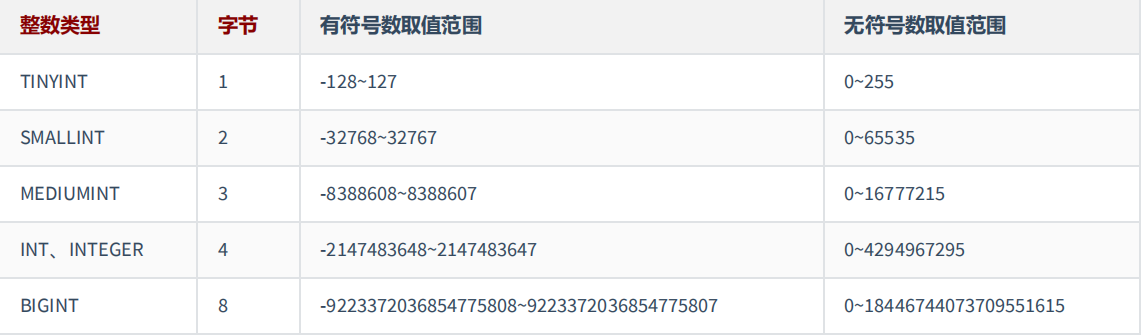 整数类型 字节 有符号数取值范围 无符号数取值范围
TINYINT 1 -128~127 0~255
SMALLINT 2 -32768~32767 0~65535
MEDIUMINT 3 -8388608~8388607 0~16777215
INT、INTEGER 4 -2147483648~2147483647 0~4294967295
BIGINT 8 -9223372036854775808~9223372036854775807 0~18446744073709551615